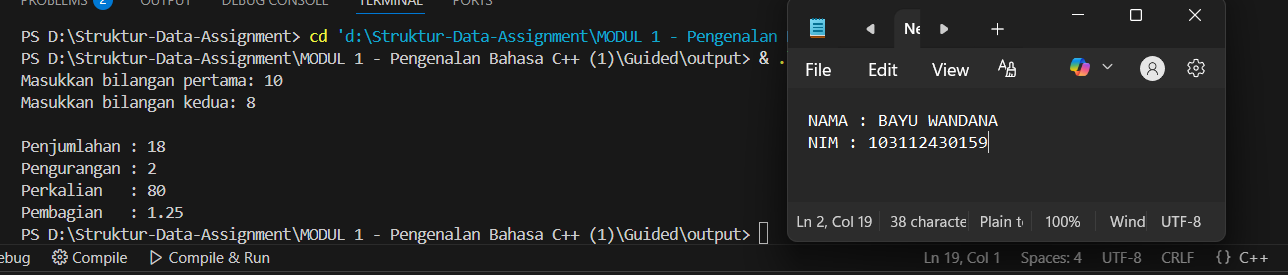 PROBLEMS 2 OUTPUT DEBUG CONSOLE TERMINAL PORTS
PS D:\Struktur-Data-Assignment> cd 'd:\Struktur-Data-Assignment\MODUL 1 - Pengenalan
PS D:\Struktur-Data-Assignment\MODUL 1 - Pengenalan Bahasa C++ (1)\Guided\output> & .
Masukkan bilangan pertama: 10
Masukkan bilangan kedua: 8
Penjumlahan : 18
Pengurangan : 2
Perkalian : 80
Pembagian : 1.25
PS D:\Struktur-Data-Assignment\MODUL 1 - Pengenalan Bahasa C++ (1)\Guided\output>
ebug Compile Compile & Run
Ln 19, Col 1 Spaces: 4 UTF-8 CRLF {} C++
Ne
File Edit View
NAMA : BAYU WANDANA
NIM : 103112430159
Ln 2, Col 19 38 characte Plain t 100% Wind UTF-8